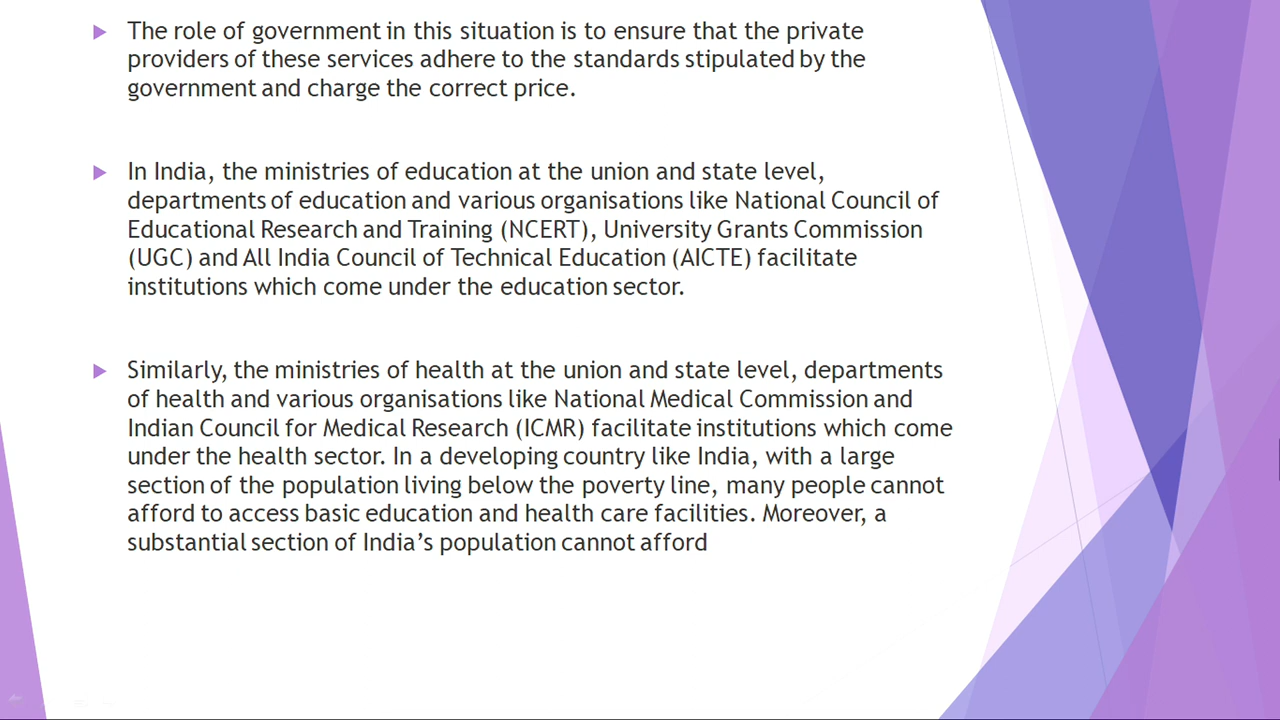 The role of government in this situation is to ensure that the private
providers of these services adhere to the standards stipulated by the
government and charge the correct price.
In India, the ministries of education at the union and state level,
departments of education and various organisations like National Council of
Educational Research and Training (NCERT), University Grants Commission
(UGC) and All India Council of Technical Education (AICTE) facilitate
institutions which come under the education sector.
Similarly, the ministries of health at the union and state level, departments
of health and various organisations like National Medical Commission and
Indian Council for Medical Research (ICMR) facilitate institutions which come
under the health sector. In a developing country like India, with a large
section of the population living below the poverty line, many people cannot
afford to access basic education and health care facilities. Moreover, a
substantial section of India’s population cannot afford